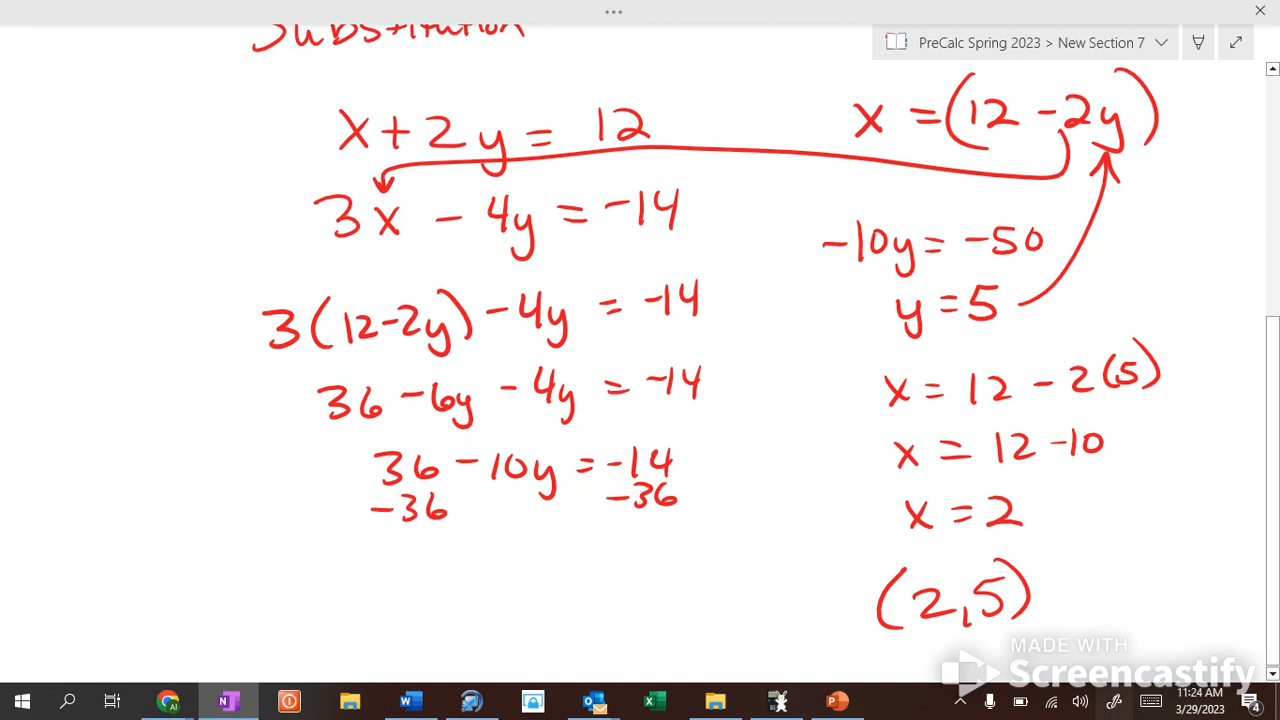 PreCalc Spring 2023 > New Section 7
Substitution
x + 2y = 12
3x - 4y = -14
3(12-2y) - 4y = -14
36 - 6y - 4y = -14
36 - 10y = -14
-36 -36
x = (12 - 2y)
-10y = -50
y = 5
x = 12 - 2(5)
x = 12 - 10
x = 2
(2,5)
MADE WITH
Screencastify
11:24 AM
3/29/2023
4